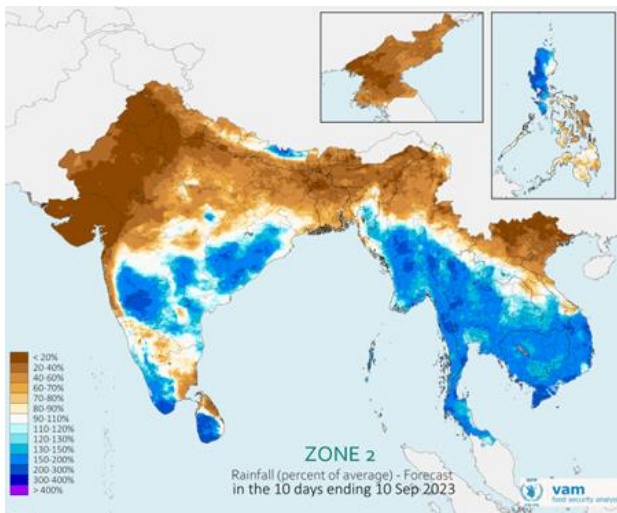 < 20%
20-40%
40-60%
60-70%
70-80%
80-90%
90-110%
110-120%
120-130%
130-150%
150-200%
200-300%
300-400%
> 400%
ZONE 2
Rainfall (percent of average) - Forecast
in the 10 days ending 10 Sep 2023
WFP
vam
food security analysis